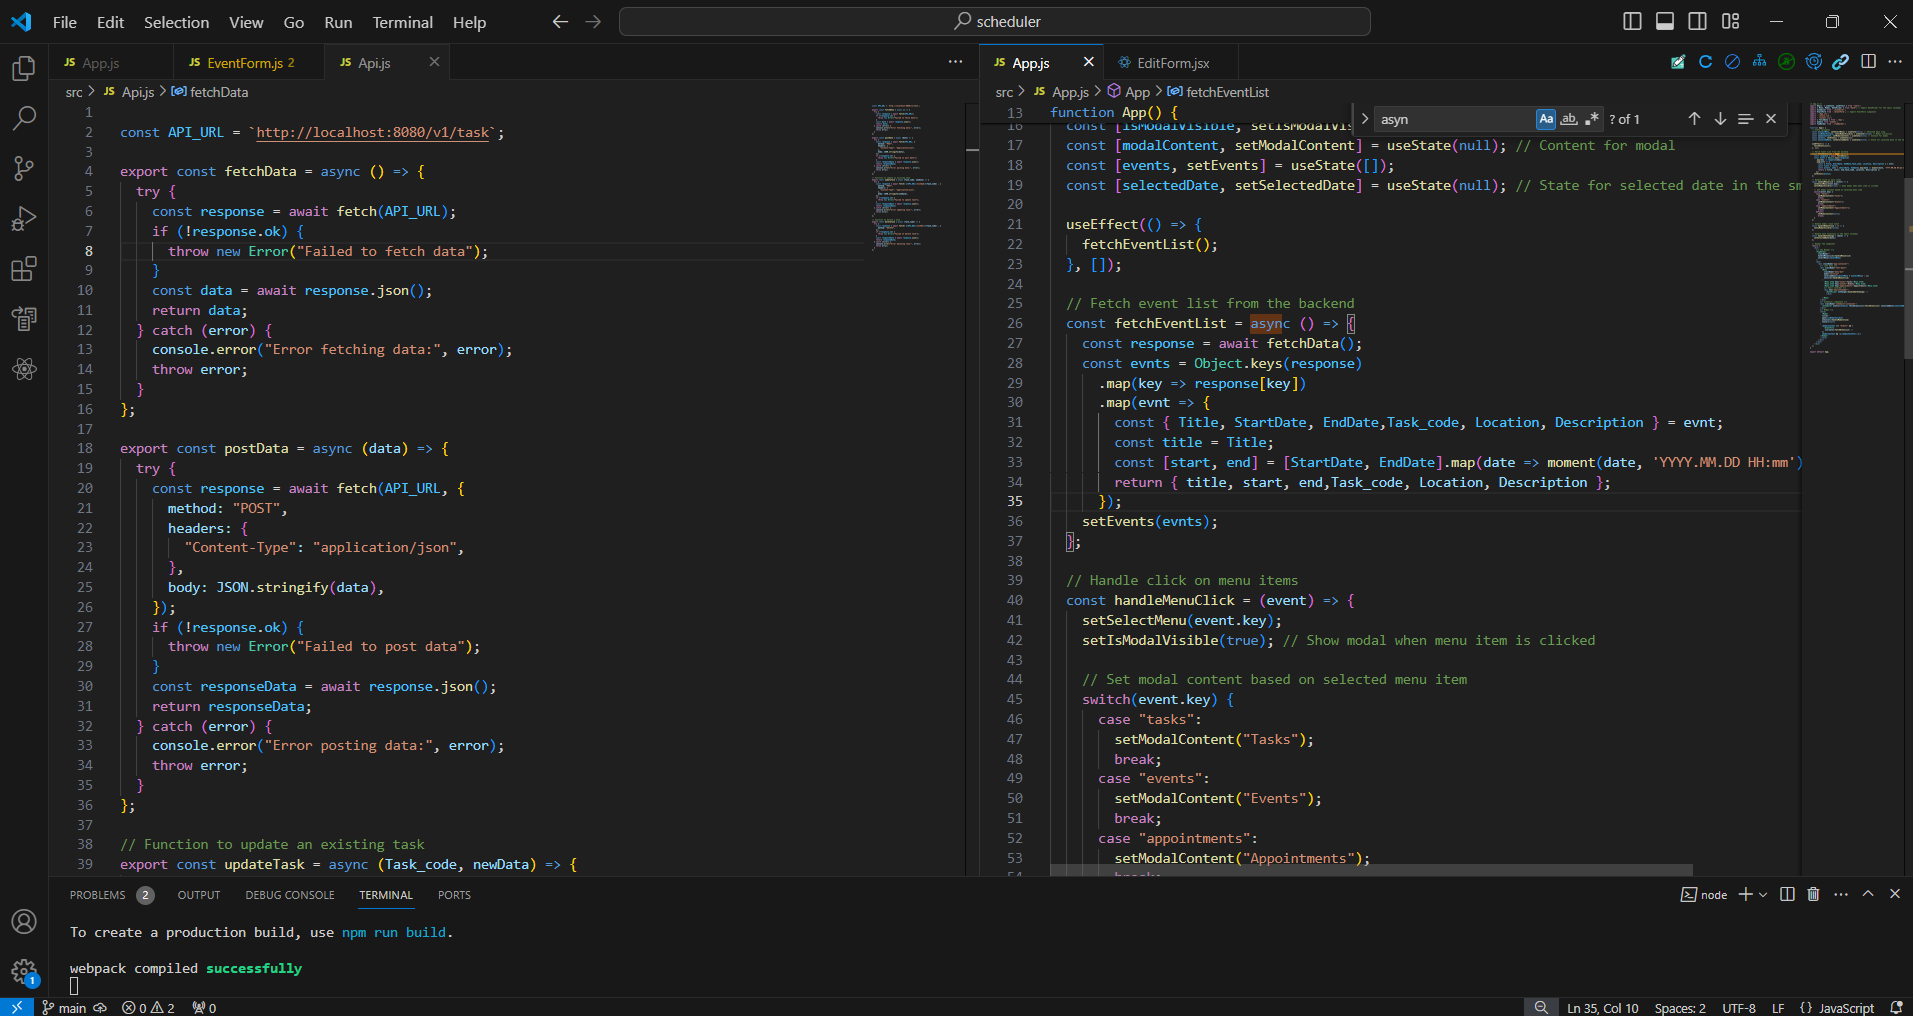 File Edit Selection View Go Run Terminal Help
scheduler
JS App.js
JS EventForm.js 2
JS Api.js
src > JS Api.js > fetchData
1
2 const API_URL = `http://localhost:8080/v1/task`;
3
4 export const fetchData = async () => {
5 try {
6 const response = await fetch(API_URL);
7 if (!response.ok) {
8 throw new Error("Failed to fetch data");
9 }
10 const data = await response.json();
11 return data;
12 } catch (error) {
13 console.error("Error fetching data:", error);
14 throw error;
15 }
16 };
17
18 export const postData = async (data) => {
19 try {
20 const response = await fetch(API_URL, {
21 method: "POST",
22 headers: {
23 "Content-Type": "application/json",
24 },
25 body: JSON.stringify(data),
26 });
27 if (!response.ok) {
28 throw new Error("Failed to post data");
29 }
30 const responseData = await response.json();
31 return responseData;
32 } catch (error) {
33 console.error("Error posting data:", error);
34 throw error;
35 }
36 };
37
38 // Function to update an existing task
39 export const updateTask = async (Task_code, newData) => {
JS App.js
EditForm.jsx
src > JS App.js > App > fetchEventList
asyn
Aa ab ? of 1
13 function App() {
16 const [isModalVisible, setIsModalVis
17 const [modalContent, setModalContent] = useState(null); // Content for modal
18 const [events, setEvents] = useState([]);
19 const [selectedDate, setSelectedDate] = useState(null); // State for selected date in the sm
20
21 useEffect(() => {
22 fetchEventList();
23 }, []);
24
25 // Fetch event list from the backend
26 const fetchEventList = async () => {
27 const response = await fetchData();
28 const evnts = Object.keys(response)
29 .map(key => response[key])
30 .map(evnt => {
31 const { Title, StartDate, EndDate,Task_code, Location, Description } = evnt;
32 const title = Title;
33 const [start, end] = [StartDate, EndDate].map(date => moment(date, 'YYYY.MM.DD HH:mm')
34 return { title, start, end,Task_code, Location, Description };
35 });
36 setEvents(evnts);
37 };
38
39 // Handle click on menu items
40 const handleMenuClick = (event) => {
41 setSelectMenu(event.key);
42 setIsModalVisible(true); // Show modal when menu item is clicked
43
44 // Set modal content based on selected menu item
45 switch(event.key) {
46 case "tasks":
47 setModalContent("Tasks");
48 break;
49 case "events":
50 setModalContent("Events");
51 break;
52 case "appointments":
53 setModalContent("Appointments");
54 break;
PROBLEMS 2 OUTPUT DEBUG CONSOLE TERMINAL PORTS
node
To create a production build, use npm run build.
webpack compiled successfully
1
main 0 2 0
Ln 35, Col 10 Spaces: 2 UTF-8 LF {} JavaScript